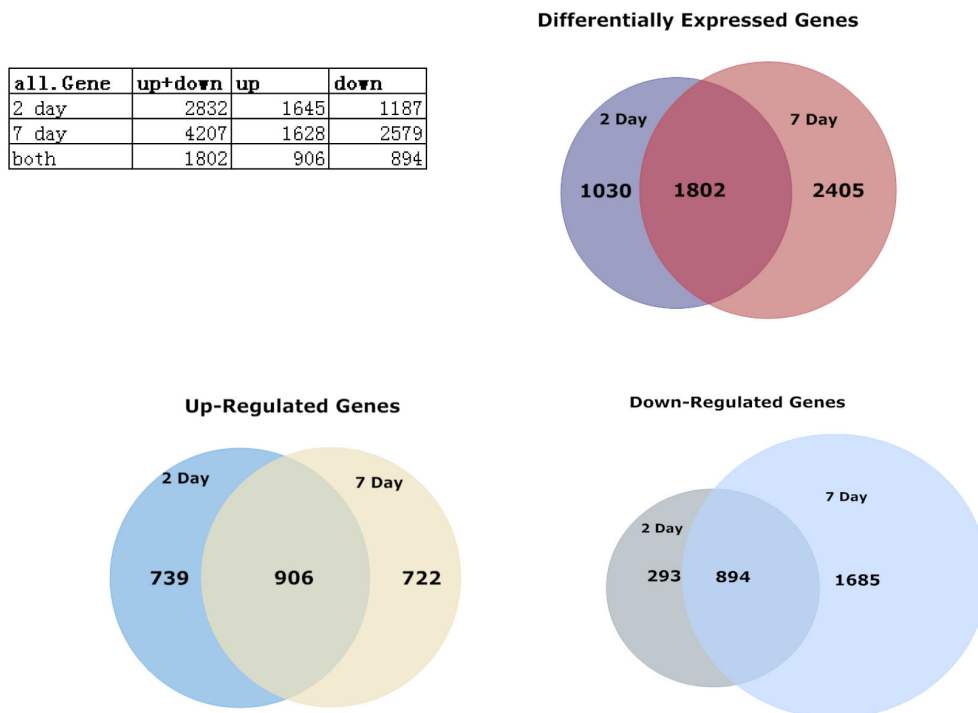 Differentially Expressed Genes
all.Gene up+down up down
2 day 2832 1645 1187
7 day 4207 1628 2579
both 1802 906 894
2 Day 7 Day
1030 1802 2405
Up-Regulated Genes
2 Day 7 Day
739 906 722
Down-Regulated Genes
7 Day
2 Day
293 894 1685